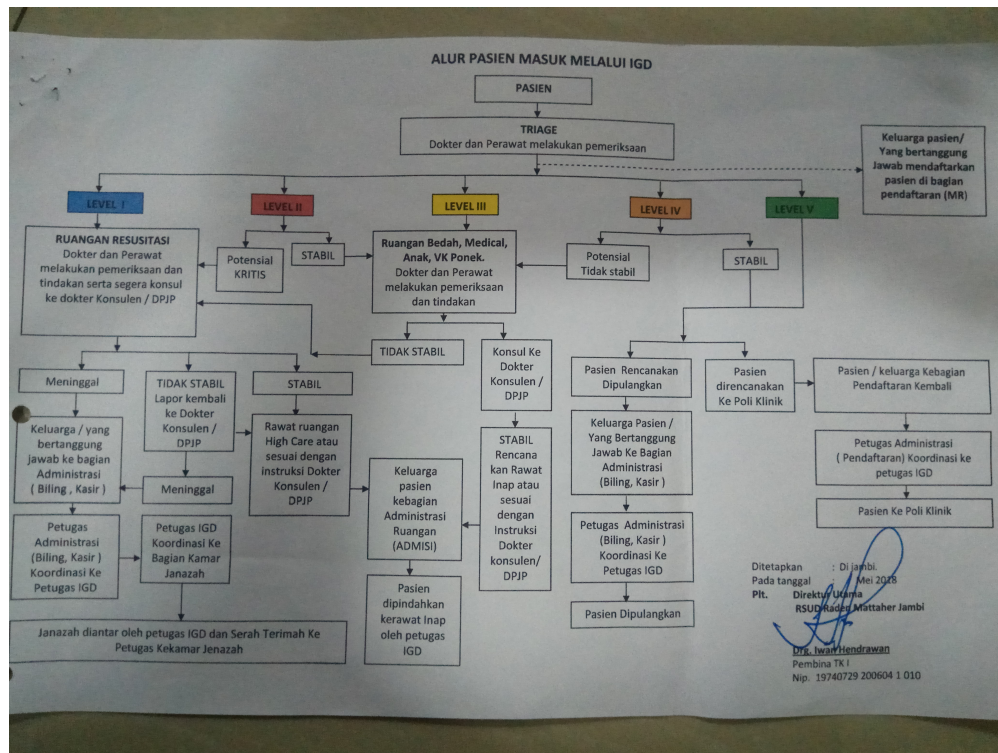 ALUR PASIEN MASUK MELALUI IGD
PASIEN
TRIAGE
Dokter dan Perawat melakukan pemeriksaan
Keluarga pasien/
Yang bertanggung
Jawab mendaftarkan
pasien di bagian
pendaftaran (MR)
LEVEL I
LEVEL II
LEVEL III
LEVEL IV
LEVEL V
RUANGAN RESUSITASI
Dokter dan Perawat
melakukan pemeriksaan dan
tindakan serta segera konsul
ke dokter Konsulen / DPJP
Potensial
KRITIS
STABIL
Ruangan Bedah, Medical,
Anak, VK Ponek.
Dokter dan Perawat
melakukan pemeriksaan
dan tindakan
Potensial
Tidak stabil
STABIL
TIDAK STABIL
Konsul Ke
Dokter
Konsulen /
DPJP
Meninggal
TIDAK STABIL
Lapor kembali
ke Dokter
Konsulen /
DPJP
STABIL
Pasien Rencanakan
Dipulangkan
Pasien
direncanakan
Ke Poli Klinik
Pasien / keluarga Kebagian
Pendaftaran Kembali
Keluarga / yang
bertanggung
jawab ke bagian
Administrasi
( Biling , Kasir )
Meninggal
Rawat ruangan
High Care atau
sesuai dengan
instruksi Dokter
Konsulen /
DPJP
Keluarga
pasien
kebagian
Administrasi
Ruangan
(ADMISI)
STABIL
Rencana
kan Rawat
Inap atau
sesuai
dengan
Instruksi
Dokter
konsulen/
DPJP
Keluarga Pasien /
Yang Bertanggung
Jawab Ke Bagian
Administrasi
(Biling, Kasir )
Petugas Administrasi
( Pendaftaran) Koordinasi ke
petugas IGD
Pasien Ke Poli Klinik
Petugas
Administrasi
(Biling, Kasir )
Koordinasi Ke
Petugas IGD
Petugas IGD
Koordinasi Ke
Bagian Kamar
Janazah
Petugas Administrasi
(Biling, Kasir )
Koordinasi Ke
Petugas IGD
Pasien
dipindahkan
kerawat Inap
oleh petugas
IGD
Pasien Dipulangkan
Janazah diantar oleh petugas IGD dan Serah Terimah Ke
Petugas Kekamar Jenazah
Ditetapkan : Di jambi.
Pada tanggal : Mei 2018
Plt. Direktur Utama
RSUD Raden Mattaher Jambi
Drg. Iwan Hendrawan
Pembina TK I
Nip. 19740729 200604 1 010